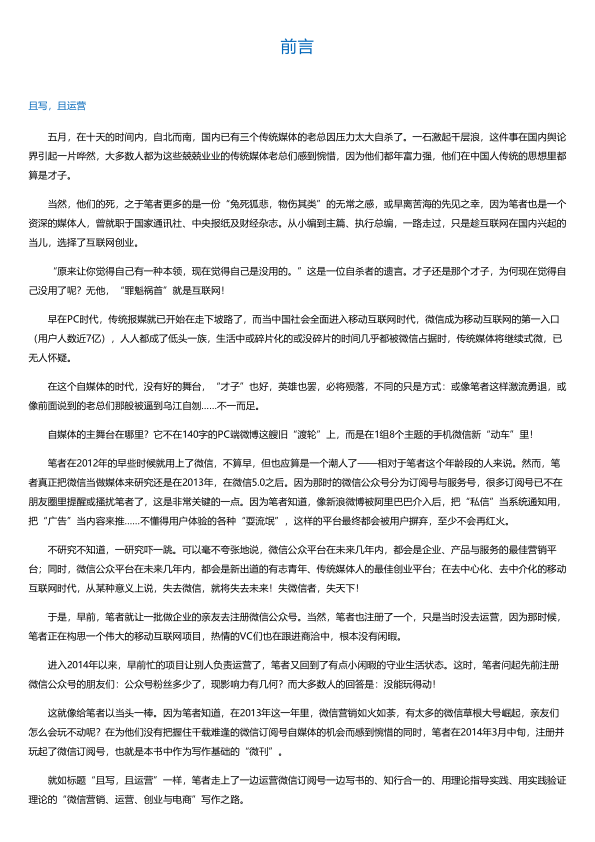 前言
且写，且运营
五月，在十天的时间内，自北而南，国内已有三个传统媒体的老总因压力太大自杀了。一石激起千层浪，这件事在国内舆论
界引起一片哗然，大多数人都为这些兢兢业业的传统媒体老总们感到惋惜，因为他们都年富力强，他们在中国人传统的思想里都
算是才子。
当然，他们的死，之于笔者更多的是一份“兔死狐悲，物伤其类”的无常之感，或早离苦海的先见之幸，因为笔者也是一个
资深的媒体人，曾就职于国家通讯社、中央报纸及财经杂志。从小编到主篇、执行总编，一路走过，只是趁互联网在国内兴起的
当儿，选择了互联网创业。
“原来让你觉得自己有一种本领，现在觉得自己是没用的。”这是一位自杀者的遗言。才子还是那个才子，为何现在觉得自
己没用了呢？无他，“罪魁祸首”就是互联网！
早在PC时代，传统报媒就已开始在走下坡路了，而当中国社会全面进入移动互联网时代，微信成为移动互联网的第一入口
（用户人数近7亿），人人都成了低头一族，生活中或碎片化的或没碎片的时间几乎都被微信占据时，传统媒体将继续式微，已
无人怀疑。
在这个自媒体的时代，没有好的舞台，“才子”也好，英雄也罢，必将陨落，不同的只是方式：或像笔者这样激流勇退，或
像前面说到的老总们那般被逼到乌江自刎……不一而足。
自媒体的主舞台在哪里？它不在140字的PC端微博这艘旧“渡轮”上，而是在1组8个主题的手机微信新“动车”里！
笔者在2012年的早些时候就用上了微信，不算早，但也应算是一个潮人了——相对于笔者这个年龄段的人来说。然而，笔
者真正把微信当做媒体来研究还是在2013年，在微信5.0之后。因为那时的微信公众号分为订阅号与服务号，很多订阅号已不在
朋友圈里提醒或搔扰笔者了，这是非常关键的一点。因为笔者知道，像新浪微博被阿里巴巴介入后，把“私信”当系统通知用，
把“广告”当内容来推……不懂得用户体验的各种“耍流氓”，这样的平台最终都会被用户摒弃，至少不会再红火。
不研究不知道，一研究吓一跳。可以毫不夸张地说，微信公众平台在未来几年内，都会是企业、产品与服务的最佳营销平
台；同时，微信公众平台在未来几年内，都会是新出道的有志青年、传统媒体人的最佳创业平台；在去中心化、去中介化的移动
互联网时代，从某种意义上说，失去微信，就将失去未来！失微信者，失天下！
于是，早前，笔者就让一批做企业的亲友去注册微信公众号。当然，笔者也注册了一个，只是当时没去运营，因为那时候，
笔者正在构思一个伟大的移动互联网项目，热情的VC们也在跟进商洽中，根本没有闲暇。
进入2014年以来，早前忙的项目让别人负责运营了，笔者又回到了有点小闲暇的守业生活状态。这时，笔者问起先前注册
微信公众号的朋友们：公众号粉丝多少了，现影响力有几何？而大多数人的回答是：没能玩得动！
这就像给笔者以当头一棒。因为笔者知道，在2013年这一年里，微信营销如火如荼，有太多的微信草根大号崛起，亲友们
怎么会玩不动呢？在为他们没有把握住千载难逢的微信订阅号自媒体的机会而感到惋惜的同时，笔者在2014年3月中旬，注册并
玩起了微信订阅号，也就是本书中作为写作基础的“微刊”。
就如标题“且写，且运营”一样，笔者走上了一边运营微信订阅号一边写书的、知行合一的、用理论指导实践、用实践验证
理论的“微信营销、运营、创业与电商”写作之路。